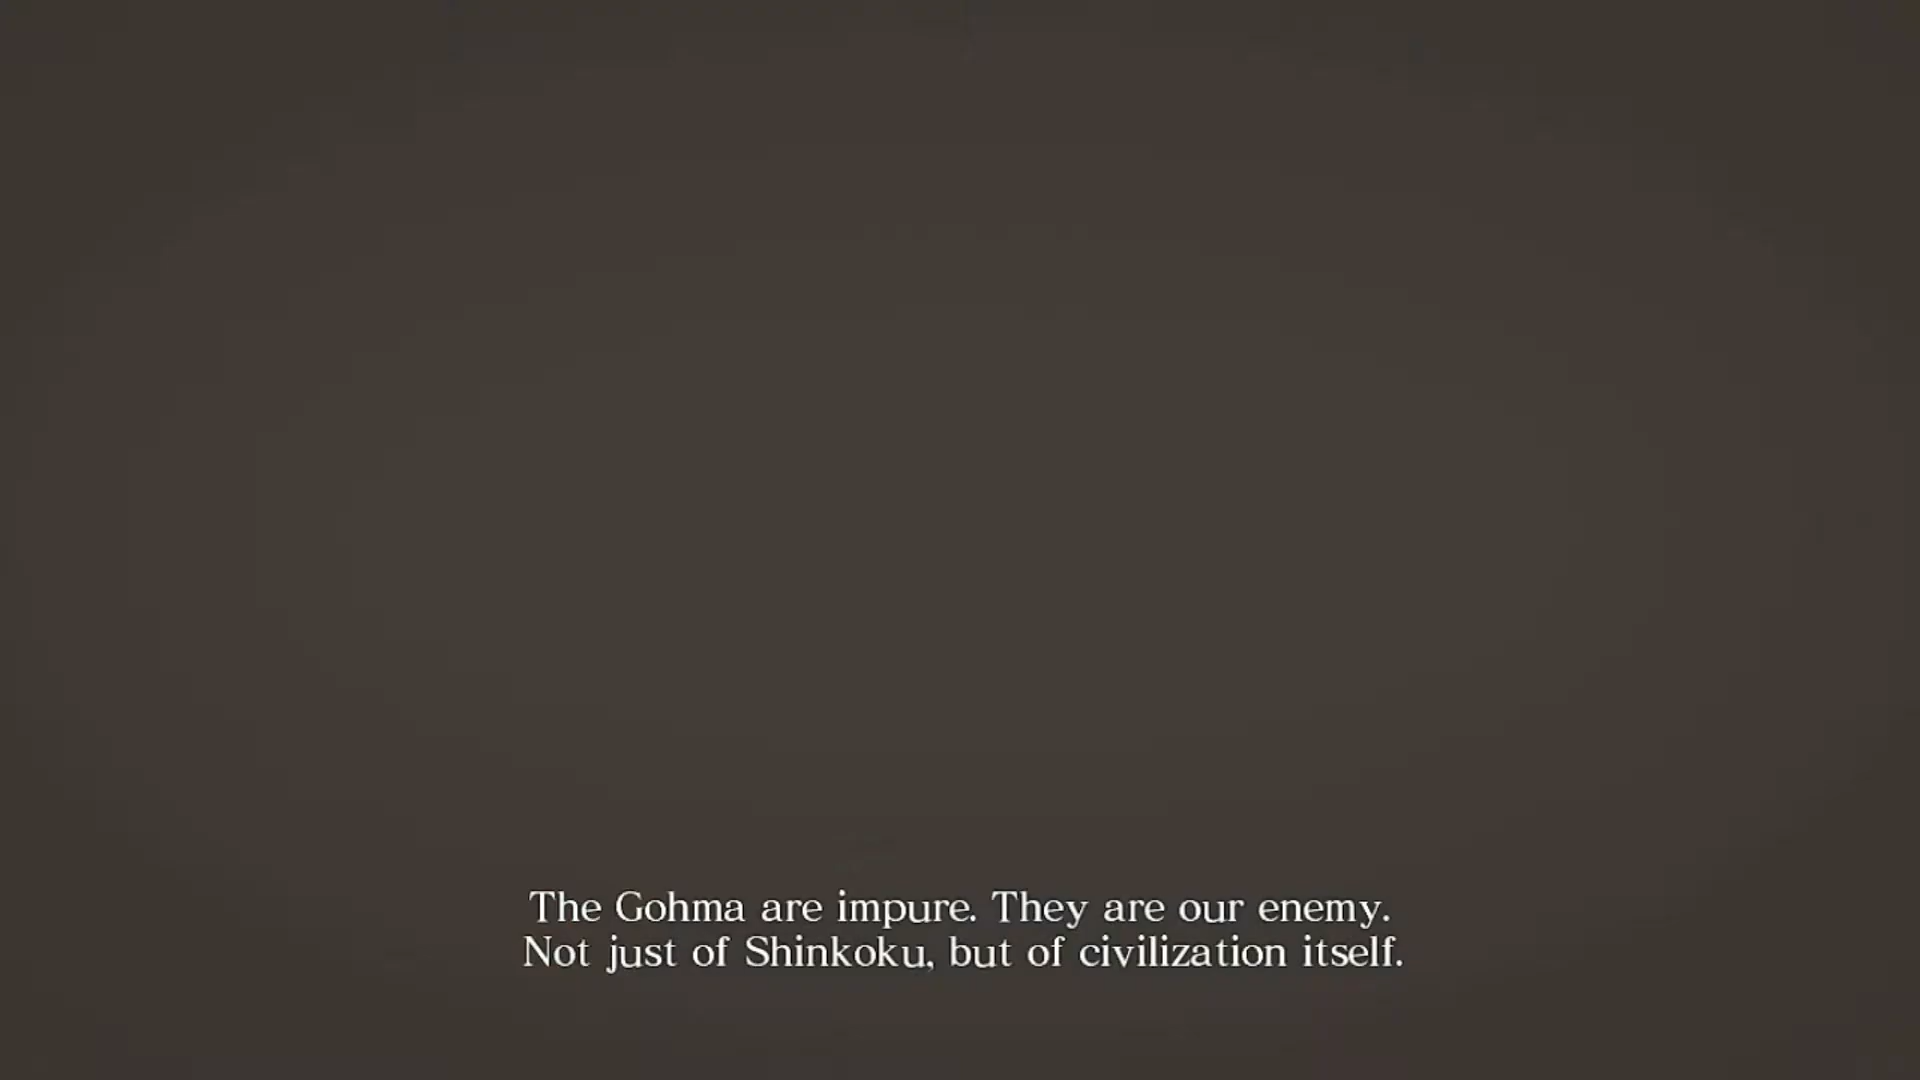 The Gohma are impure. They are our enemy.
Not just of Shinkoku, but of civilization itself.